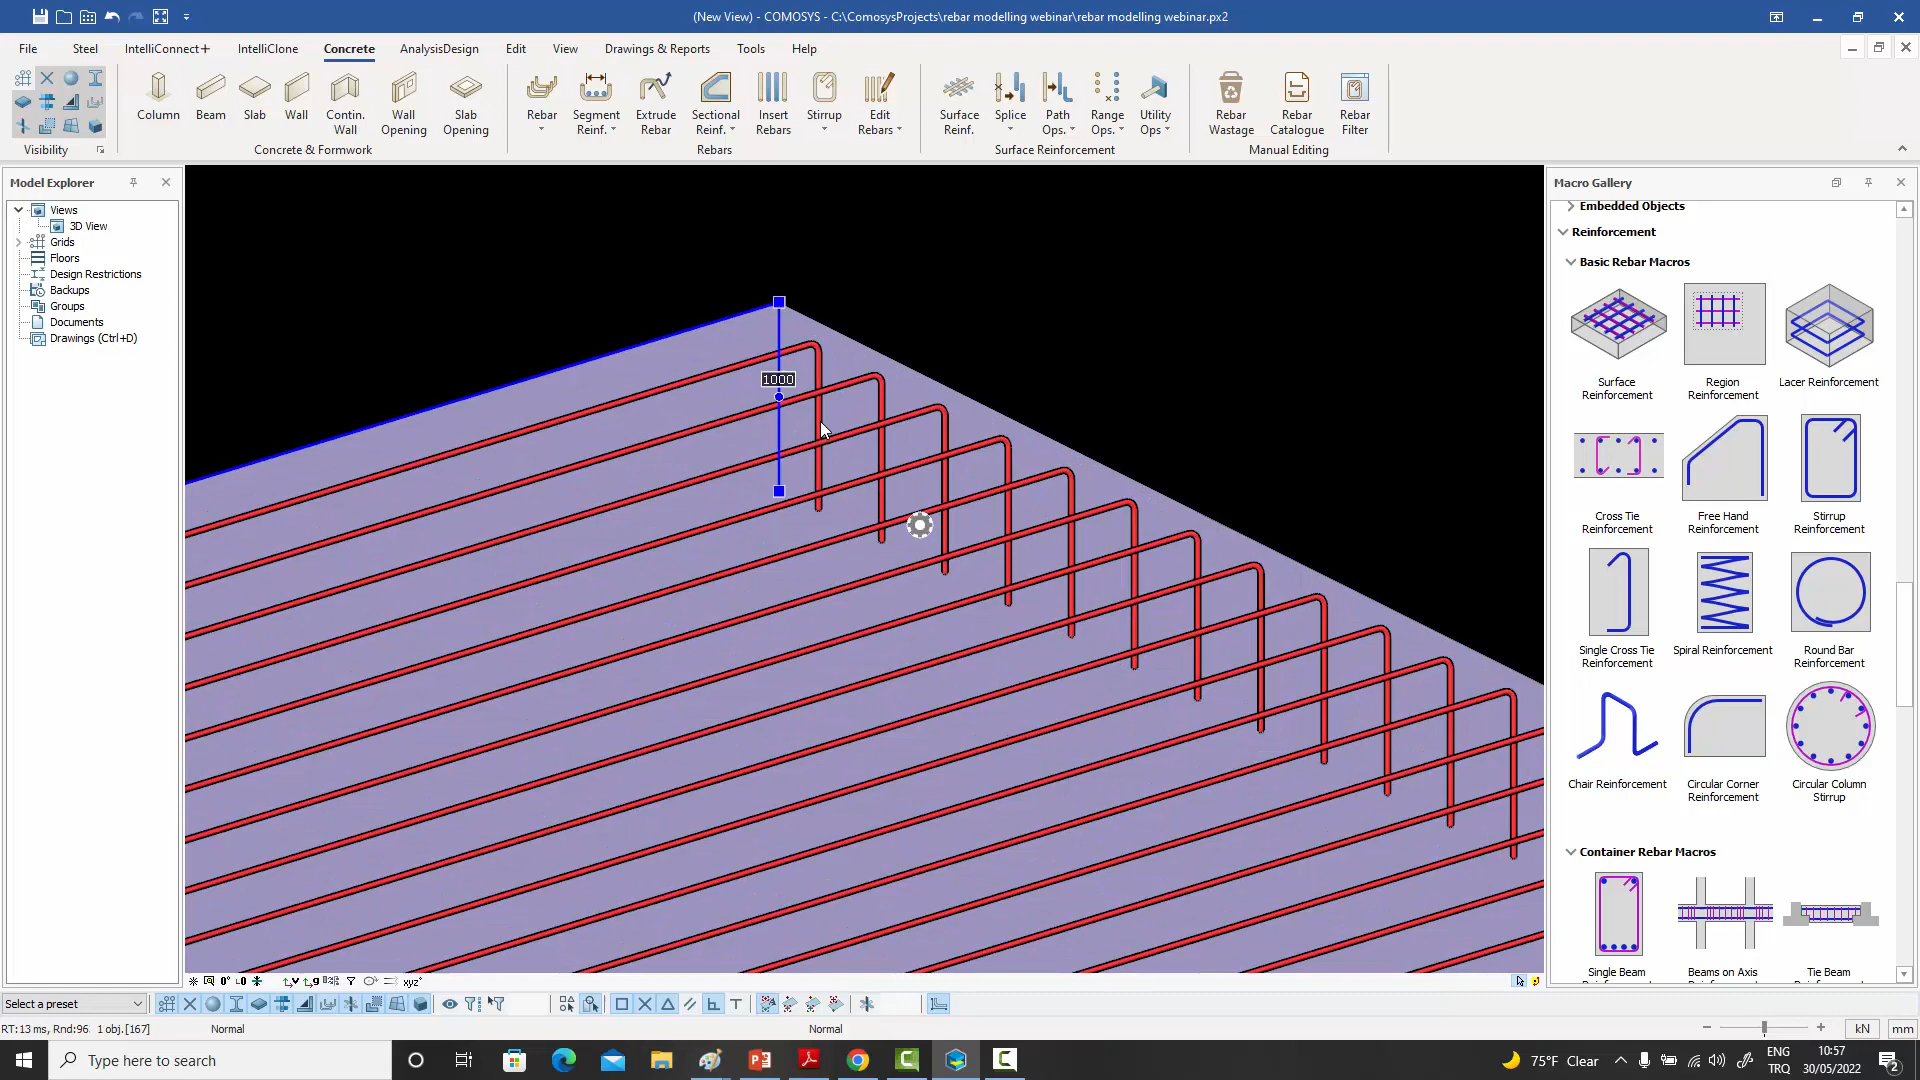 (New View) - COMOSYS - C:\ComosysProjects\rebar modelling webinar\rebar modelling webinar.px2
File Steel IntelliConnect+ IntelliClone Concrete AnalysisDesign Edit View Drawings & Reports Tools Help
Column Beam Slab Wall Contin. Wall Wall Opening Slab Opening Rebar Segment Reinf. Extrude Rebar Sectional Reinf. Insert Rebars Stirrup Edit Rebars Surface Reinf. Splice Path Ops. Range Ops. Utility Ops Rebar Wastage Rebar Catalogue Rebar Filter
Visibility Concrete & Formwork Rebars Surface Reinforcement Manual Editing
Model Explorer
Views
3D View
Grids
Floors
Design Restrictions
Backups
Groups
Documents
Drawings (Ctrl+D)
1000
Macro Gallery
Embedded Objects
Reinforcement
Basic Rebar Macros
Surface Reinforcement
Region Reinforcement
Lacer Reinforcement
Cross Tie Reinforcement
Free Hand Reinforcement
Stirrup Reinforcement
Single Cross Tie Reinforcement
Spiral Reinforcement
Round Bar Reinforcement
Chair Reinforcement
Circular Corner Reinforcement
Circular Column Stirrup
Container Rebar Macros
Single Beam
Beams on Axis
Tie Beam
xyz
Select a preset
RT:13 ms, Rnd:96 1 obj.[167] Normal Normal kN mm
Type here to search
75°F Clear
ENG
TRQ
10:57
30/05/2022
2